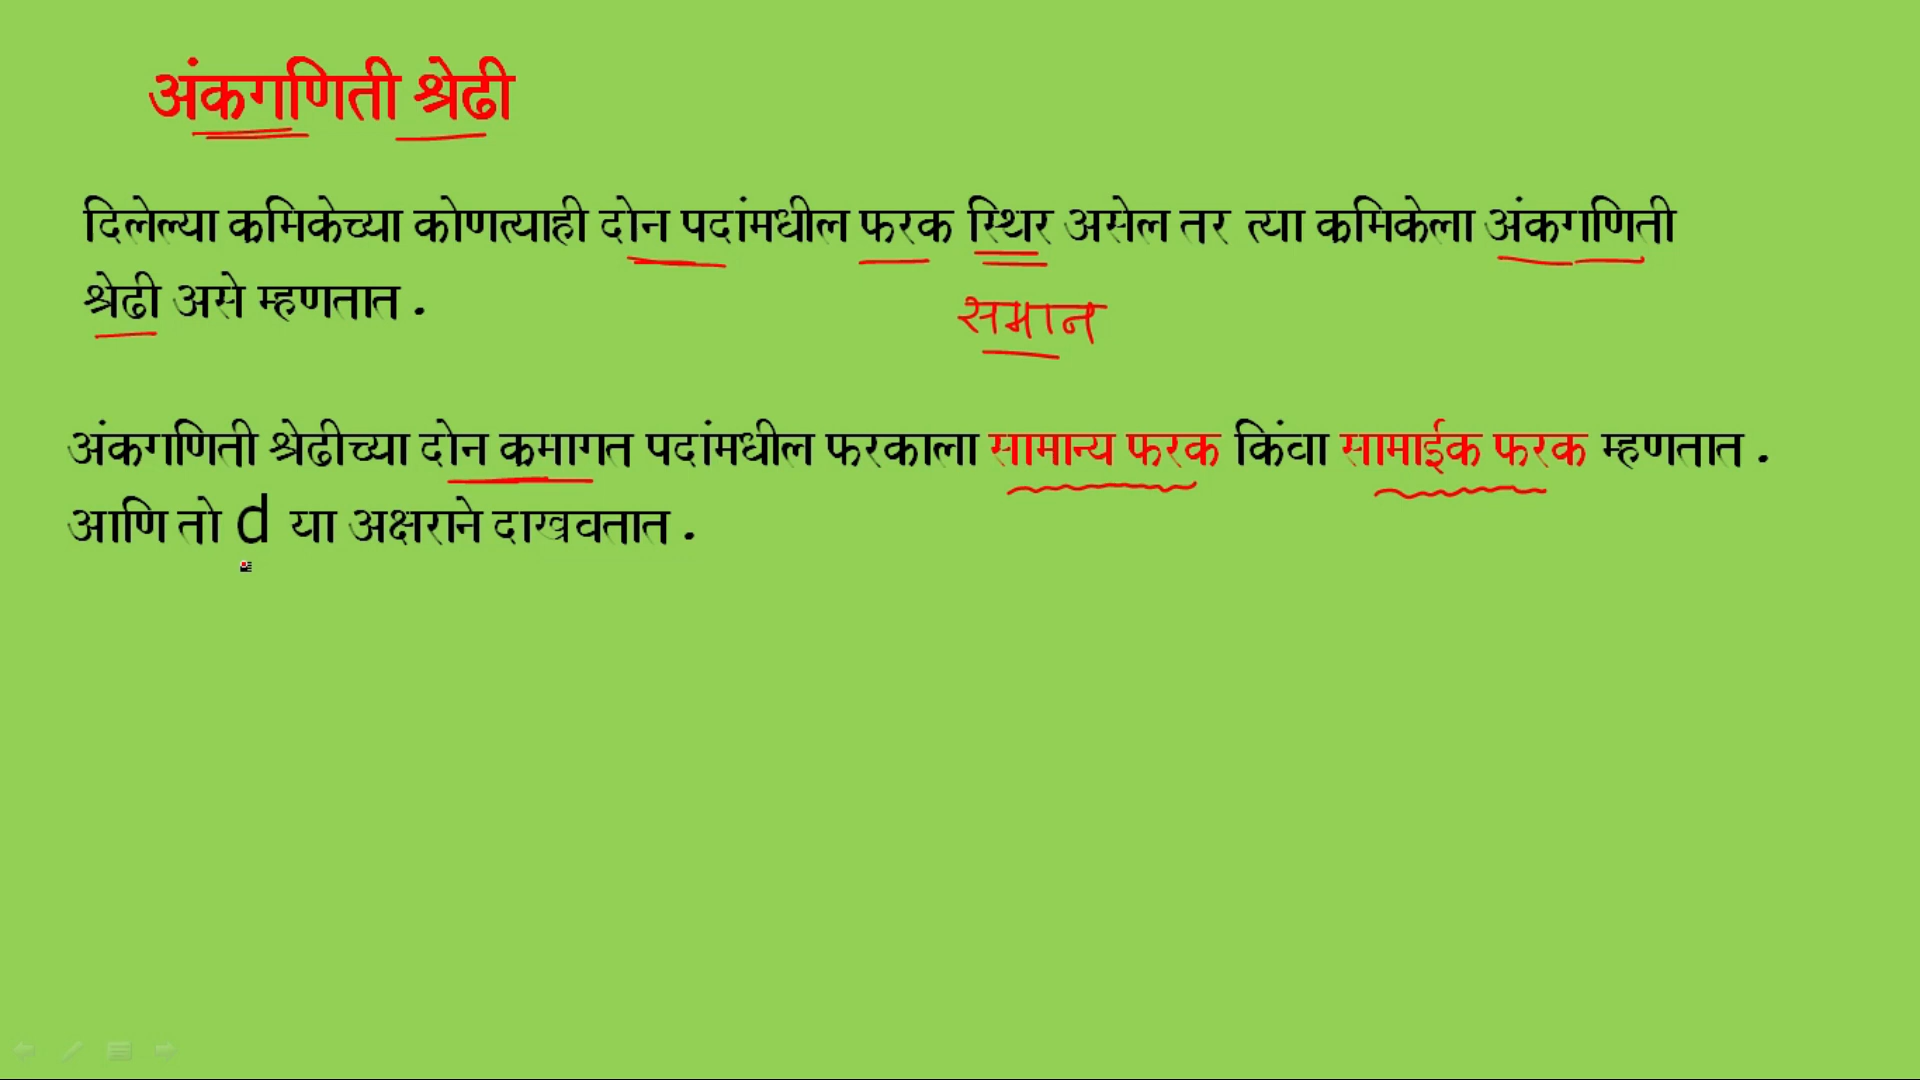 अंकगणिती श्रेढी
दिलेल्या क्रमिकेच्या कोणत्याही दोन पदांमधील फरक स्थिर असेल तर त्या क्रमिकेला अंकगणिती
श्रेढी असे म्हणतात .
समान
अंकगणिती श्रेढीच्या दोन क्रमागत पदांमधील फरकाला सामान्य फरक किंवा सामाईक फरक म्हणतात .
आणि तो d या अक्षराने दाखवतात .